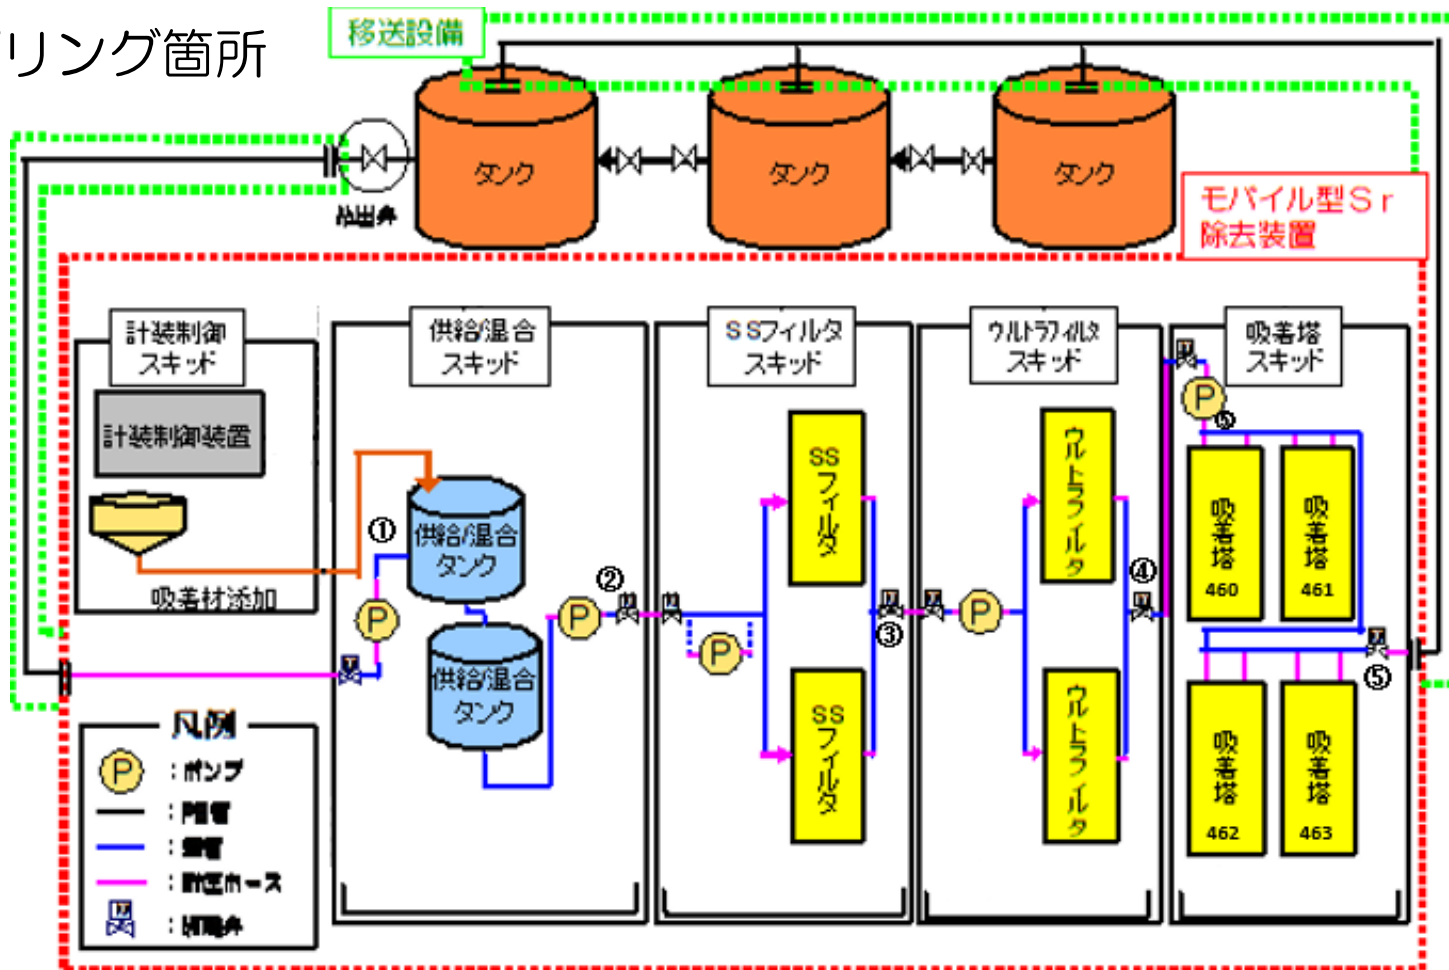 リング箇所
移送設備
タンク
タンク
タンク
モバイル型Sr
除去装置
計装制御
スキッド
供給/混合
スキッド
SSフィルタ
スキッド
ウルトラフィルタ
スキッド
吸着塔
スキッド
計装制御装置
吸着材添加
①
供給/混合
タンク
供給/混合
タンク
P
P
②
P
SS
フィルタ
SS
フィルタ
③
P
ウルトラフィルタ
ウルトラフィルタ
④
P
⑤
吸着塔
460
吸着塔
461
⑤
吸着塔
462
吸着塔
463
凡例
P
：ポンプ
：耐圧ホース